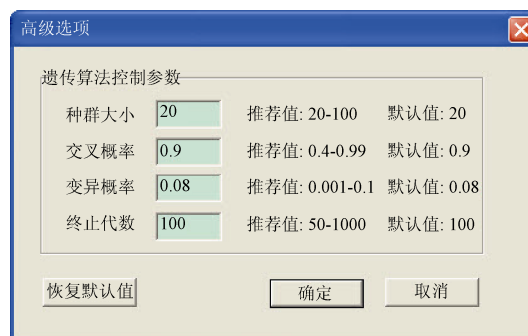 高级选项
遗传算法控制参数
种群大小 20 推荐值: 20-100 默认值: 20
交叉概率 0.9 推荐值: 0.4-0.99 默认值: 0.9
变异概率 0.08 推荐值: 0.001-0.1 默认值: 0.08
终止代数 100 推荐值: 50-1000 默认值: 100
恢复默认值 确定 取消